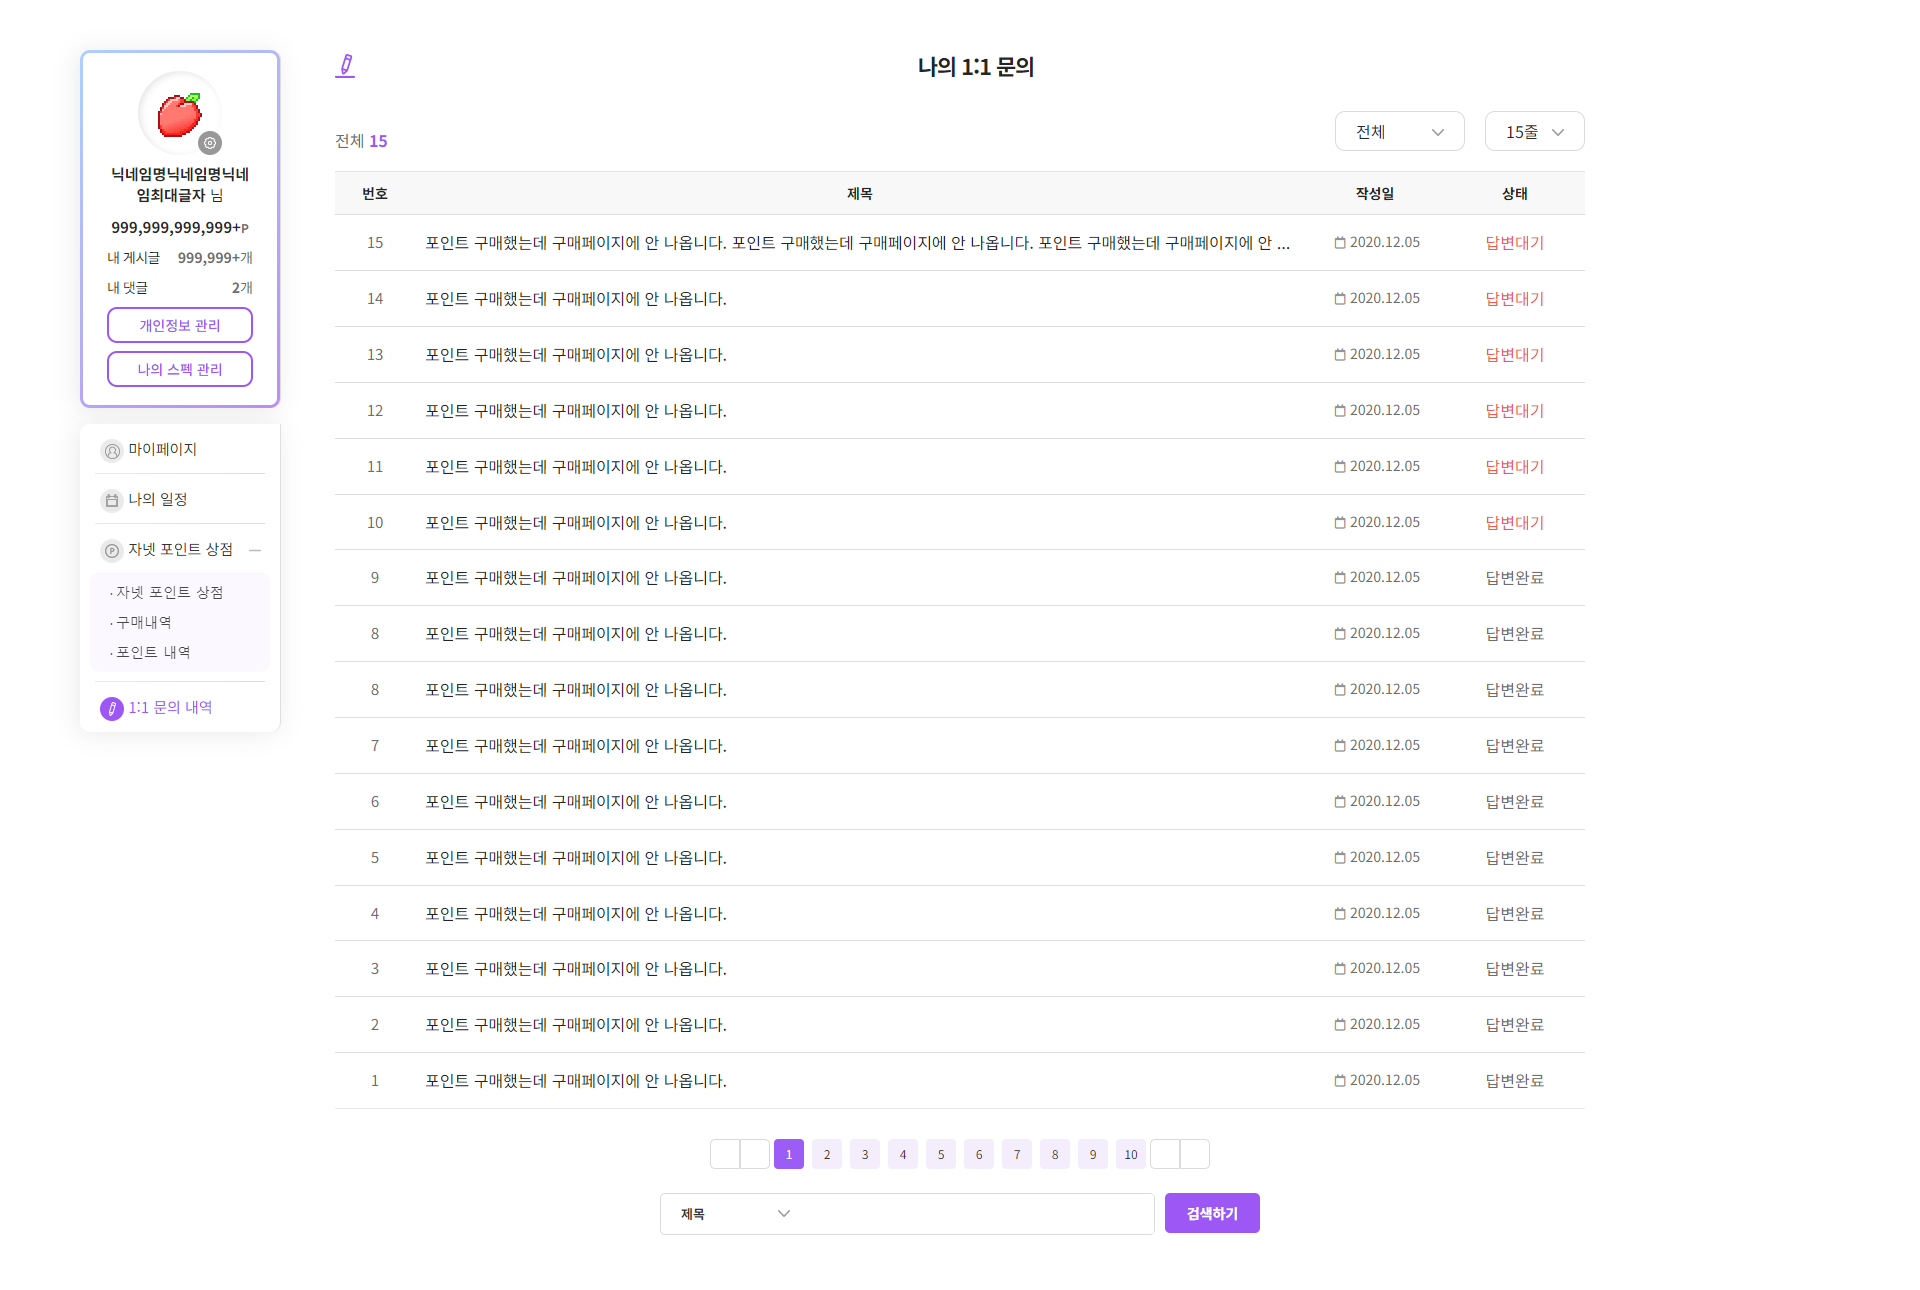 닉네임명닉네임명닉네
임최대글자 님
999,999,999,999+P
내 게시글 999,999+개
내 댓글 2개
개인정보 관리
나의 스펙 관리
마이페이지
나의 일정
자넷 포인트 상점
· 자넷 포인트 상점
· 구매내역
· 포인트 내역
1:1 문의 내역
나의 1:1 문의
전체 15
전체
15줄
번호 제목 작성일 상태
15 포인트 구매했는데 구매페이지에 안 나옵니다. 포인트 구매했는데 구매페이지에 안 나옵니다. 포인트 구매했는데 구매페이지에 안 ... 2020.12.05 답변대기
14 포인트 구매했는데 구매페이지에 안 나옵니다. 2020.12.05 답변대기
13 포인트 구매했는데 구매페이지에 안 나옵니다. 2020.12.05 답변대기
12 포인트 구매했는데 구매페이지에 안 나옵니다. 2020.12.05 답변대기
11 포인트 구매했는데 구매페이지에 안 나옵니다. 2020.12.05 답변대기
10 포인트 구매했는데 구매페이지에 안 나옵니다. 2020.12.05 답변대기
9 포인트 구매했는데 구매페이지에 안 나옵니다. 2020.12.05 답변완료
8 포인트 구매했는데 구매페이지에 안 나옵니다. 2020.12.05 답변완료
8 포인트 구매했는데 구매페이지에 안 나옵니다. 2020.12.05 답변완료
7 포인트 구매했는데 구매페이지에 안 나옵니다. 2020.12.05 답변완료
6 포인트 구매했는데 구매페이지에 안 나옵니다. 2020.12.05 답변완료
5 포인트 구매했는데 구매페이지에 안 나옵니다. 2020.12.05 답변완료
4 포인트 구매했는데 구매페이지에 안 나옵니다. 2020.12.05 답변완료
3 포인트 구매했는데 구매페이지에 안 나옵니다. 2020.12.05 답변완료
2 포인트 구매했는데 구매페이지에 안 나옵니다. 2020.12.05 답변완료
1 포인트 구매했는데 구매페이지에 안 나옵니다. 2020.12.05 답변완료
1 2 3 4 5 6 7 8 9 10
제목 검색하기